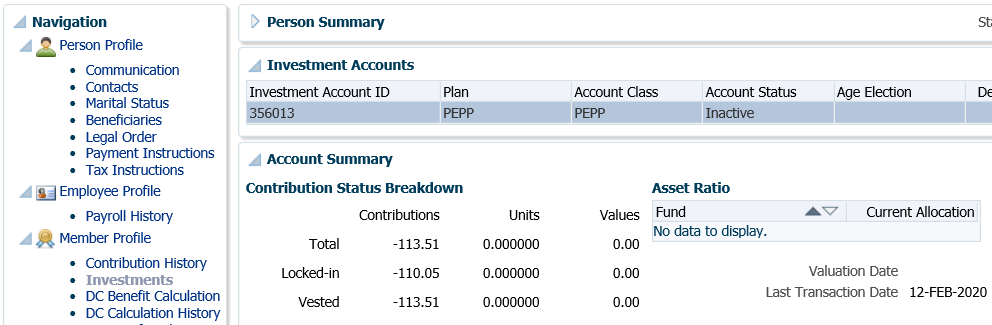 Navigation
Person Profile
Communication
Contacts
Marital Status
Beneficiaries
Legal Order
Payment Instructions
Tax Instructions
Employee Profile
Payroll History
Member Profile
Contribution History
Investments
DC Benefit Calculation
DC Calculation History
Person Summary
Investment Accounts
Investment Account ID Plan Account Class Account Status Age Election
356013 PEPP PEPP Inactive
Account Summary
Contribution Status Breakdown
Contributions Units Values
Total -113.51 0.000000 0.00
Locked-in -110.05 0.000000 0.00
Vested -113.51 0.000000 0.00
Asset Ratio
Fund Current Allocation
No data to display.
Valuation Date
Last Transaction Date 12-FEB-2020